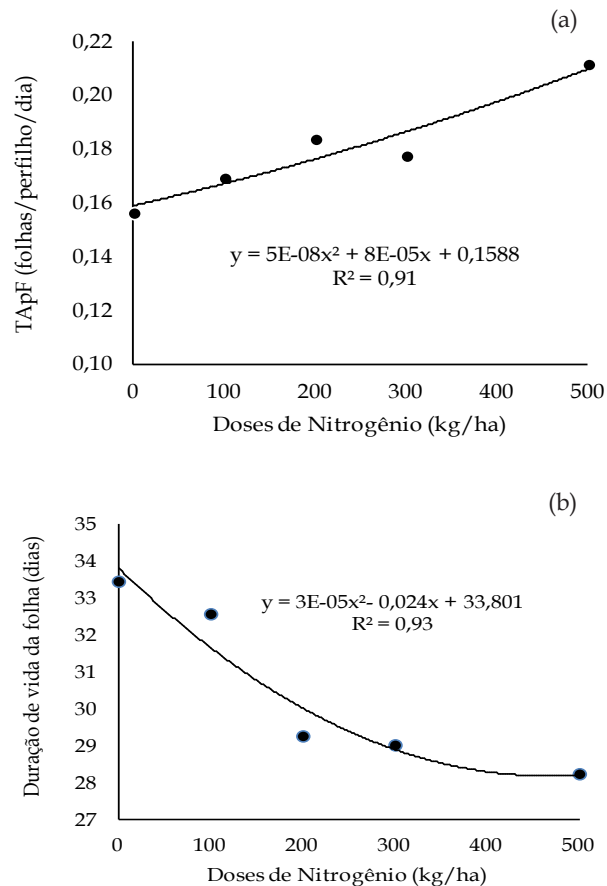 (a)
TApF (folhas/perfilho/dia)
0,22
0,20
0,18
0,16
0,14
0,12
0,10
y = 5E-08x² + 8E-05x + 0,1588
R² = 0,91
0 100 200 300 400 500
Doses de Nitrogênio (kg/ha)
(b)
Duração de vida da folha (dias)
35
34
33
32
31
30
29
28
27
y = 3E-05x²- 0,024x + 33,801
R² = 0,93
0 100 200 300 400 500
Doses de Nitrogênio (kg/ha)